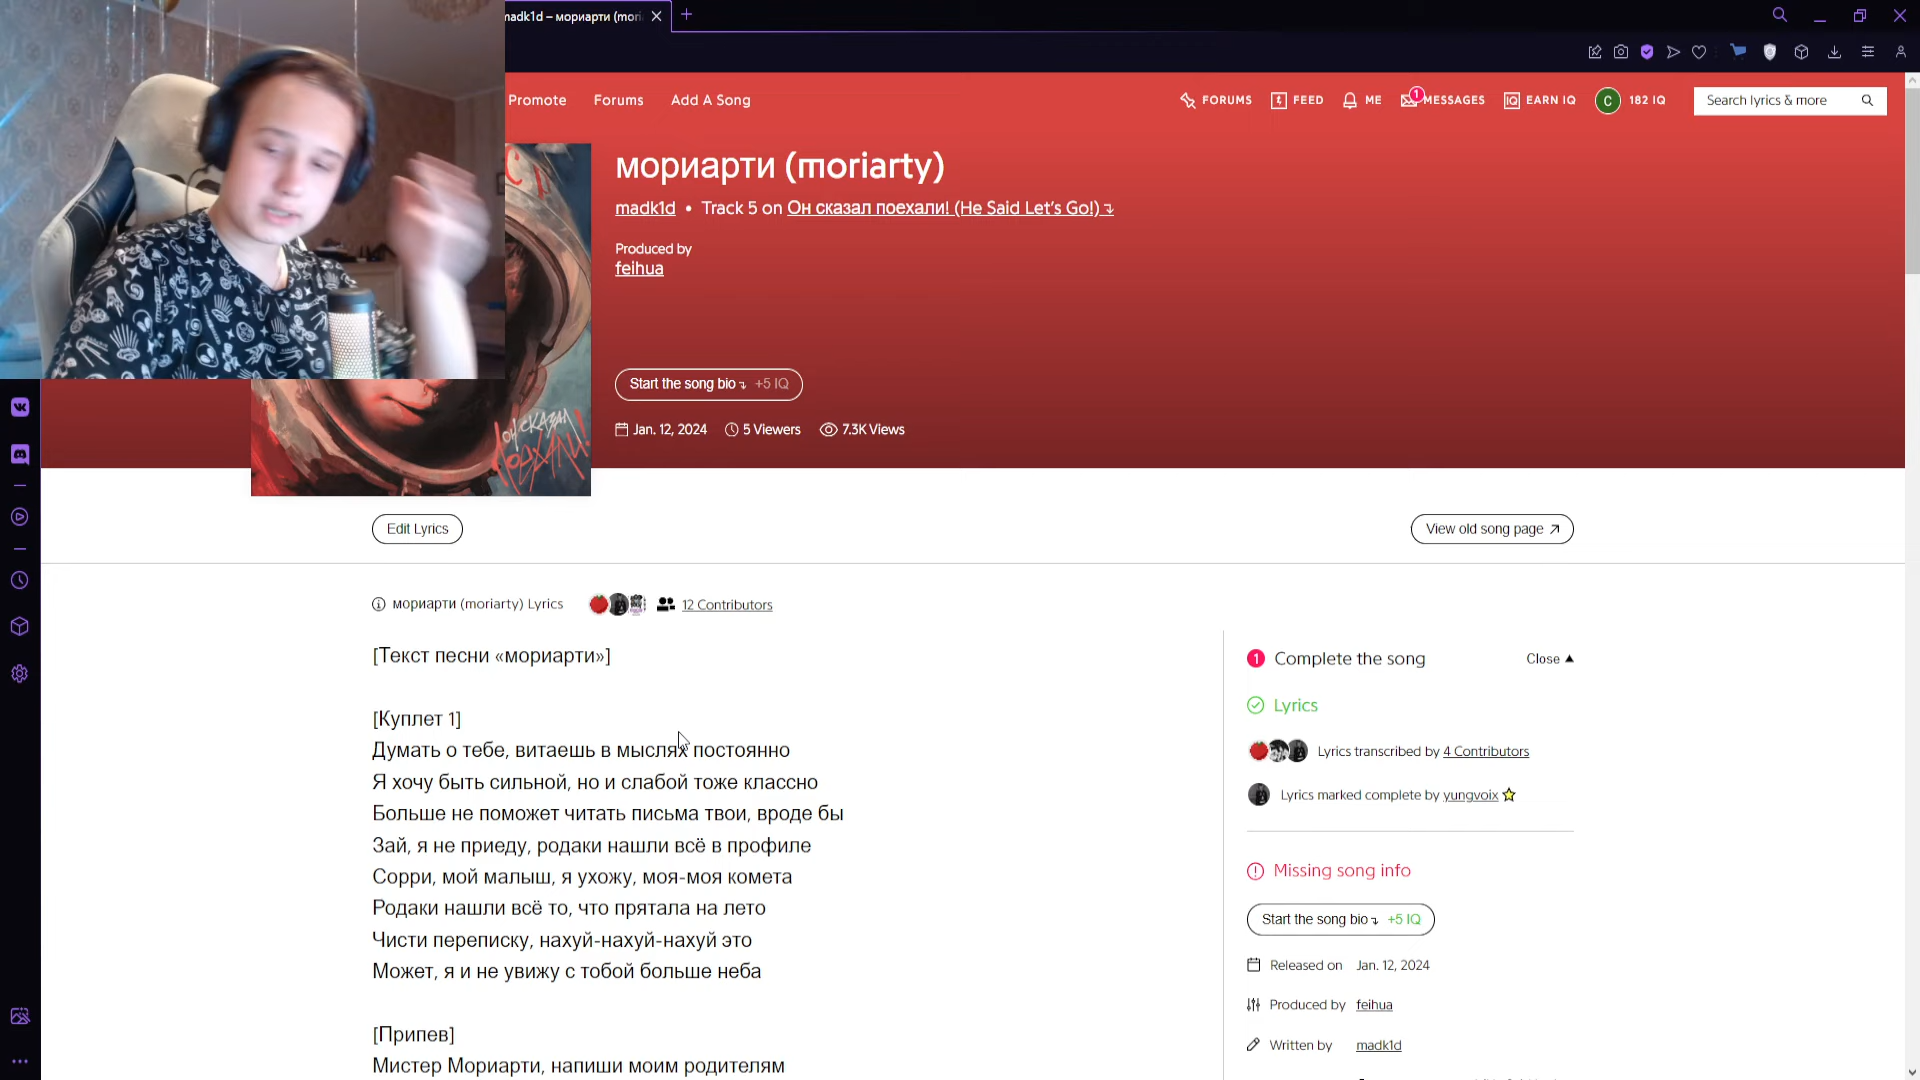 madk1d – мориарти (mori
Promote Forums Add A Song
FORUMS FEED ME 1 MESSAGES EARN IQ C 182 IQ Search lyrics & more
мориарти (moriarty)
madk1d • Track 5 on Он сказал поехали! (He Said Let's Go!)
Produced by
feihua
Start the song bio +5 IQ
Jan. 12, 2024 5 Viewers 7.3K Views
ОН СКАЗАЛ
ПОЕХАЛИ!
Edit Lyrics
View old song page
мориарти (moriarty) Lyrics 12 Contributors
[Текст песни «мориарти»]
[Куплет 1]
Думать о тебе, витаешь в мыслях постоянно
Я хочу быть сильной, но и слабой тоже классно
Больше не поможет читать письма твои, вроде бы
Зай, я не приеду, родаки нашли всё в профиле
Сорри, мой малыш, я ухожу, моя-моя комета
Родаки нашли всё то, что прятала на лето
Чисти переписку, нахуй-нахуй-нахуй это
Может, я и не увижу с тобой больше неба
[Припев]
Мистер Мориарти, напиши моим родителям
1 Complete the song Close
Lyrics
Lyrics transcribed by 4 Contributors
Lyrics marked complete by yungvoix
Missing song info
Start the song bio +5 IQ
Released on Jan. 12, 2024
Produced by feihua
Written by madk1d